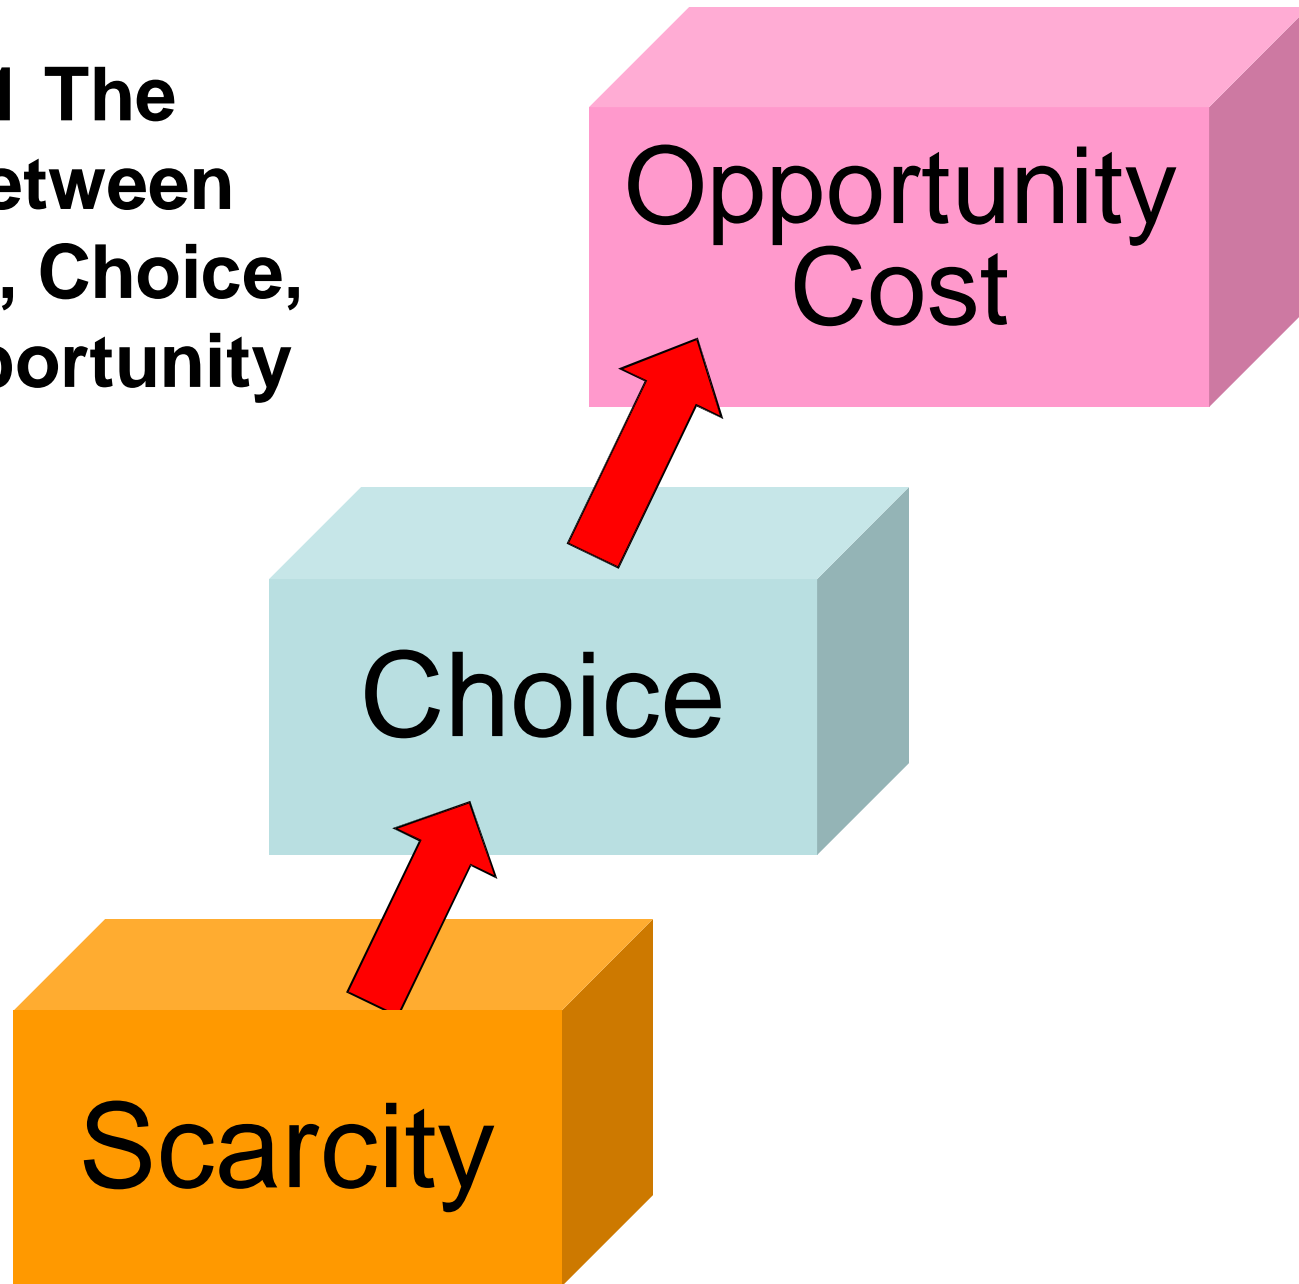 The
etween
, Choice,
portunity
Opportunity
Cost
Choice
Scarcity